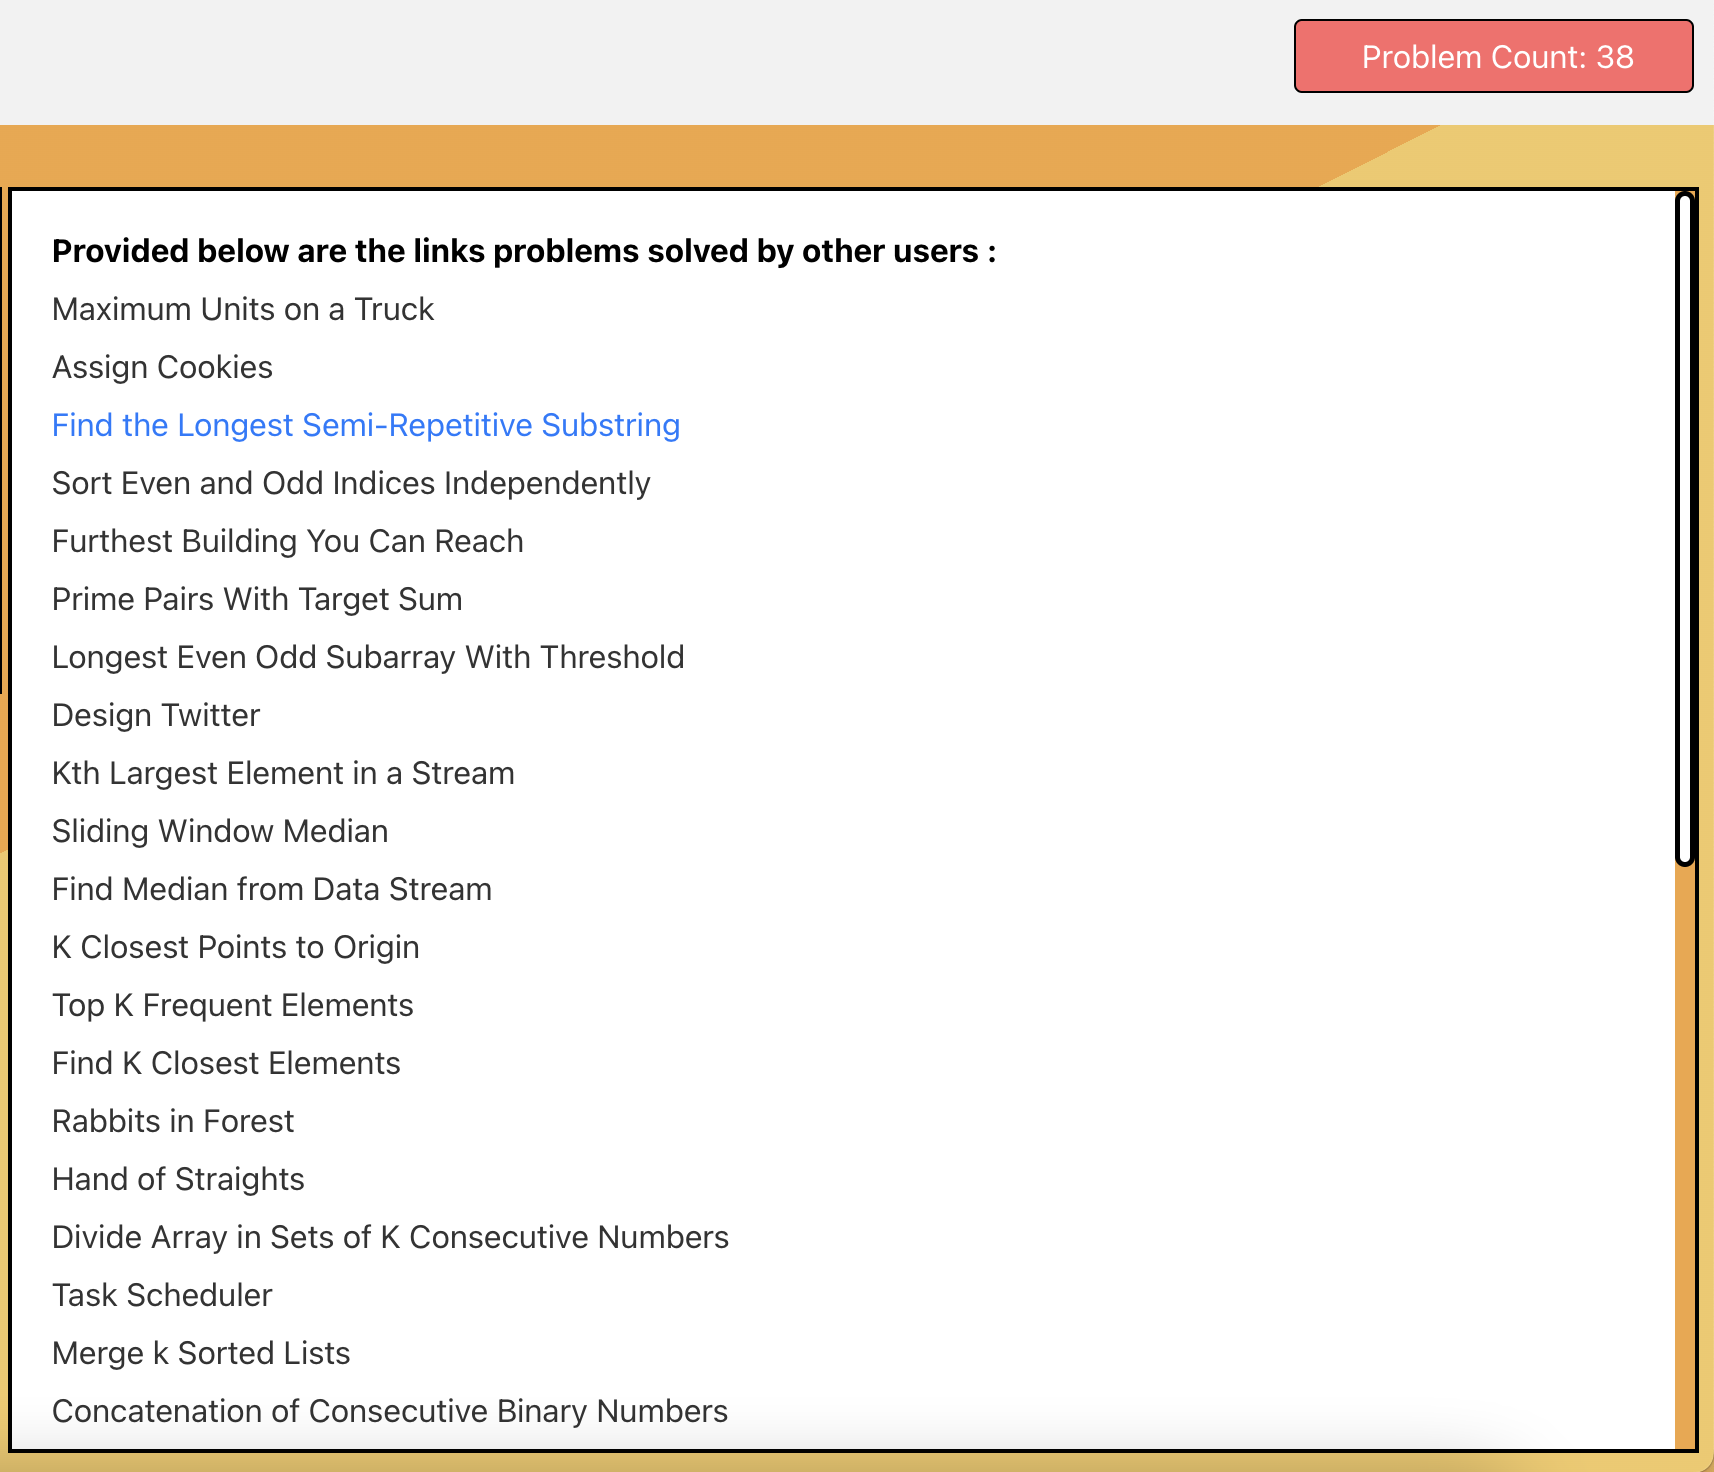 Problem Count: 38
Provided below are the links problems solved by other users :
Maximum Units on a Truck
Assign Cookies
Find the Longest Semi-Repetitive Substring
Sort Even and Odd Indices Independently
Furthest Building You Can Reach
Prime Pairs With Target Sum
Longest Even Odd Subarray With Threshold
Design Twitter
Kth Largest Element in a Stream
Sliding Window Median
Find Median from Data Stream
K Closest Points to Origin
Top K Frequent Elements
Find K Closest Elements
Rabbits in Forest
Hand of Straights
Divide Array in Sets of K Consecutive Numbers
Task Scheduler
Merge k Sorted Lists
Concatenation of Consecutive Binary Numbers